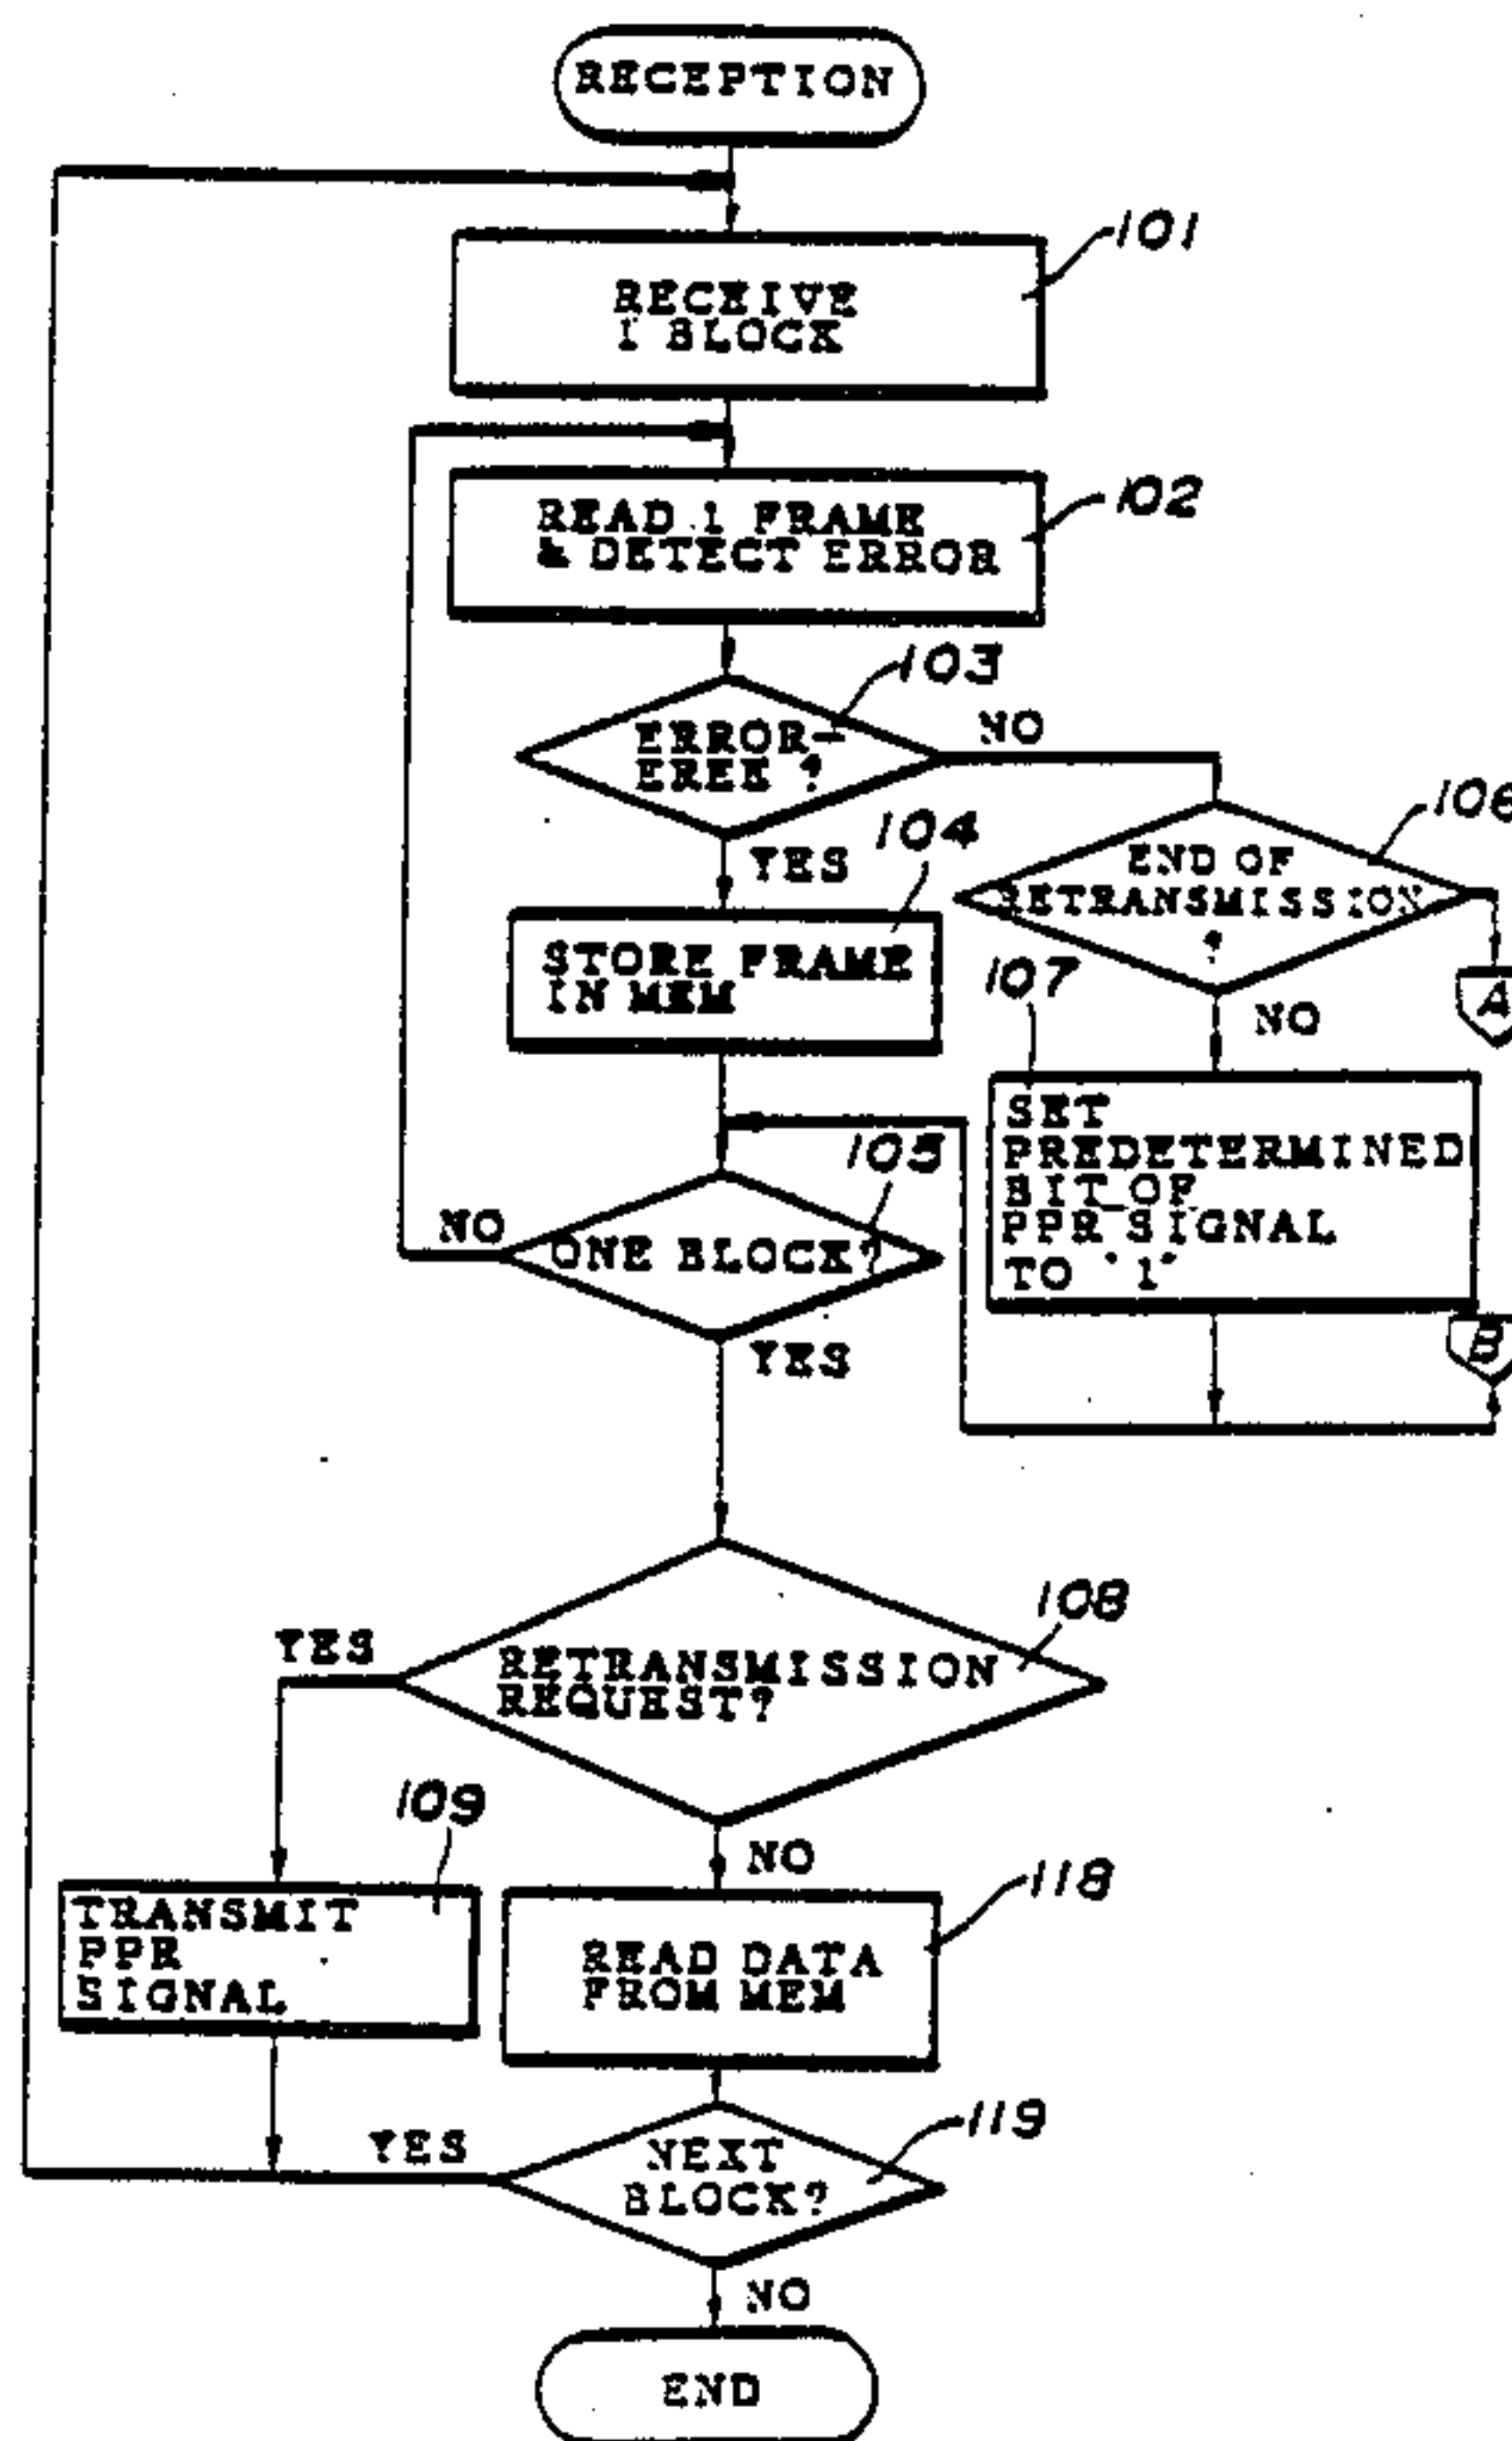 RECEPTION
101
RECEIVE
1 BLOCK
102
READ 1 FRAME
& DETECT ERROR
103
ERROR-
FREE ?
NO
YES
104
106
END OF
RETRANSMISSION
?
STORE FRAME
IN MEM
A
107
NO
SET
PREDETERMINED
BIT OF
PPR SIGNAL
TO "1"
105
NO
ONE BLOCK?
YES
B
108
YES
RETRANSMISSION
REQUEST?
109
NO
118
TRANSMIT
PPR
SIGNAL
READ DATA
FROM MEM
119
YES
NEXT
BLOCK?
NO
END